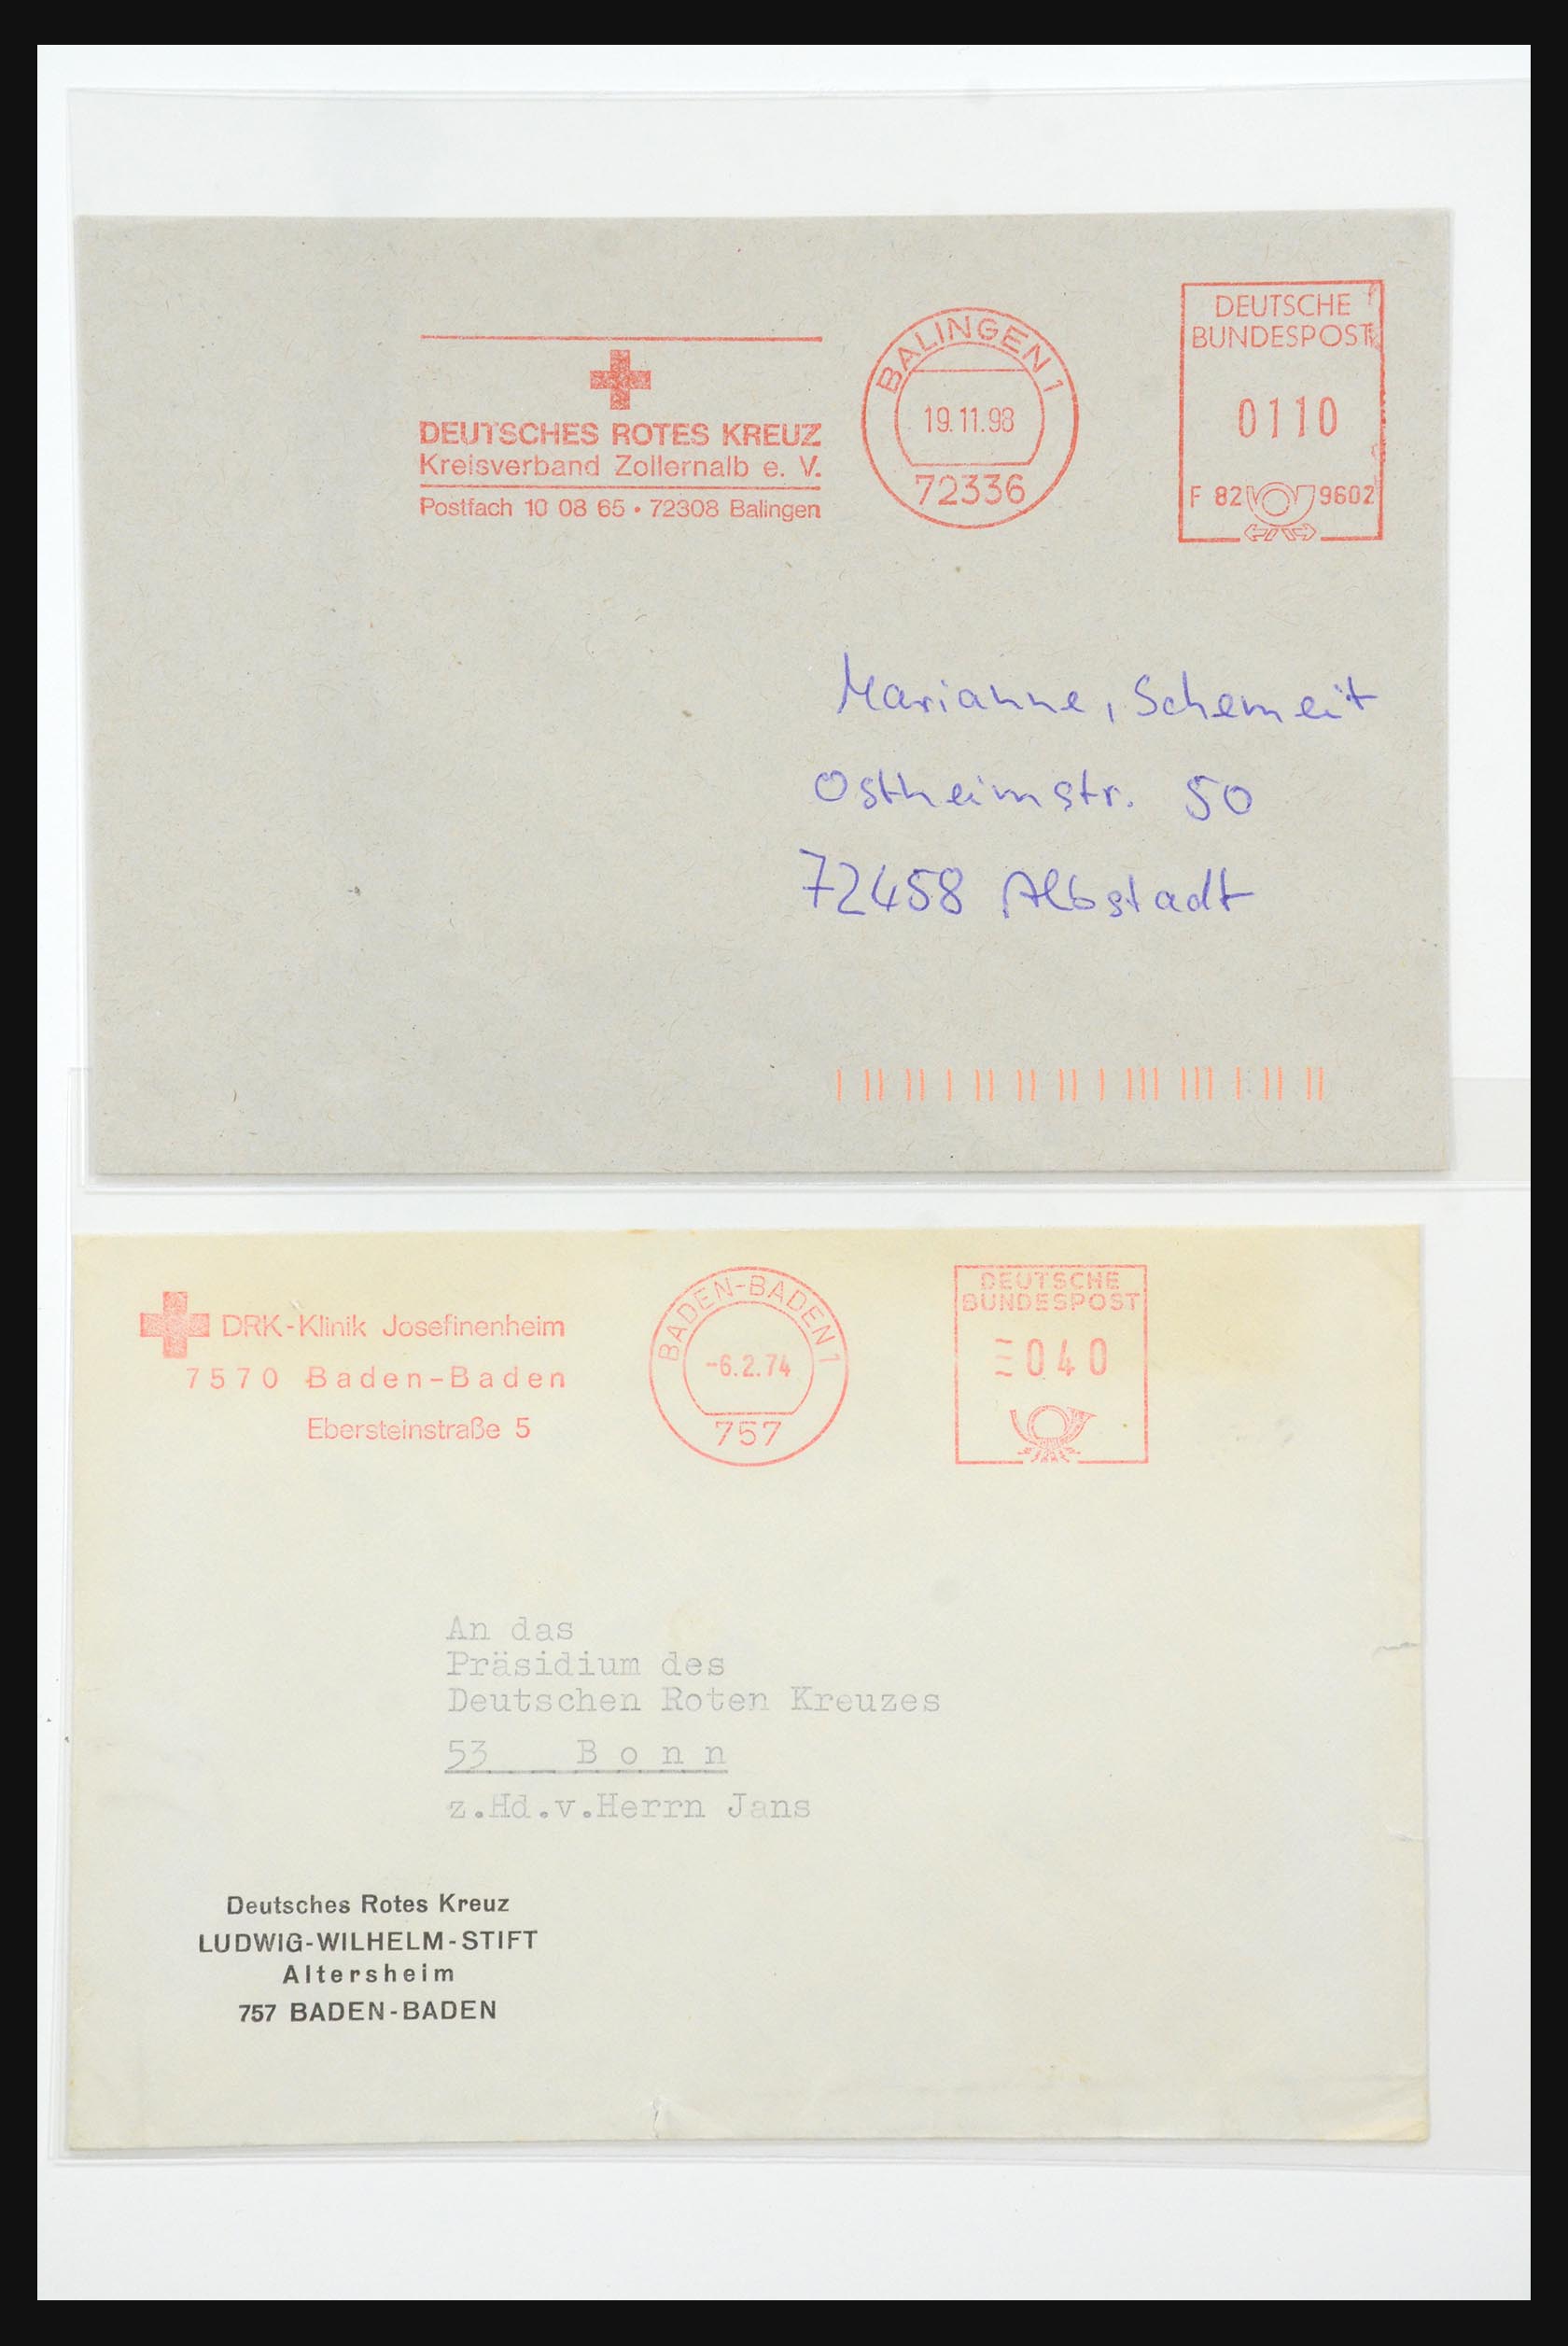 DEUTSCHES ROTES KREUZ
Kreisverband Zollernalb e. V.
Postfach 10 08 65 • 72308 Balingen
BALINGEN 1
19.11.98
72336
DEUTSCHE
BUNDESPOST
0110
F 82 9602
Marianne, Schemeit
Ostheimstr. 50
72458 Albstadt
DRK-Klinik Josefinenheim
7570 Baden-Baden
Ebersteinstraße 5
BADEN-BADEN 1
-6.2.74
757
DEUTSCHE
BUNDESPOST
040
An das
Präsidium des
Deutschen Roten Kreuzes
53 Bonn
z.Hd.v.Herrn Jans
Deutsches Rotes Kreuz
LUDWIG-WILHELM-STIFT
Altersheim
757 BADEN-BADEN